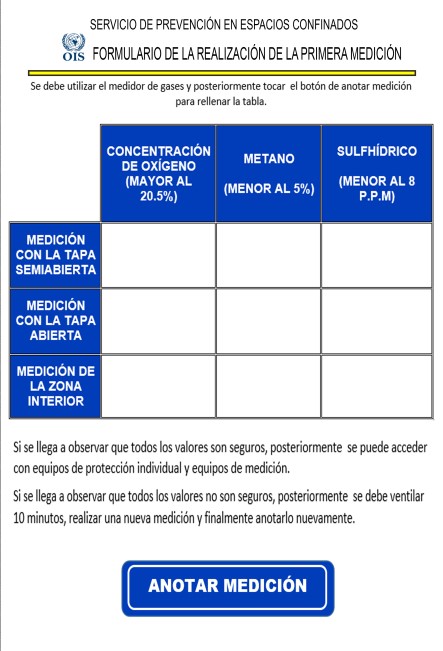 SERVICIO DE PREVENCIÓN EN ESPACIOS CONFINADOS
OIS
FORMULARIO DE LA REALIZACIÓN DE LA PRIMERA MEDICIÓN
Se debe utilizar el medidor de gases y posteriormente tocar el botón de anotar medición
para rellenar la tabla.
CONCENTRACIÓN
DE OXÍGENO
(MAYOR AL
20.5%)
METANO
(MENOR AL 5%)
SULFHÍDRICO
(MENOR AL 8
P.P.M)
MEDICIÓN
CON LA TAPA
SEMIABIERTA
MEDICIÓN
CON LA TAPA
ABIERTA
MEDICIÓN DE
LA ZONA
INTERIOR
Si se llega a observar que todos los valores son seguros, posteriormente se puede acceder
con equipos de protección individual y equipos de medición.
Si se llega a observar que todos los valores no son seguros, posteriormente se debe ventilar
10 minutos, realizar una nueva medición y finalmente anotarlo nuevamente.
ANOTAR MEDICIÓN